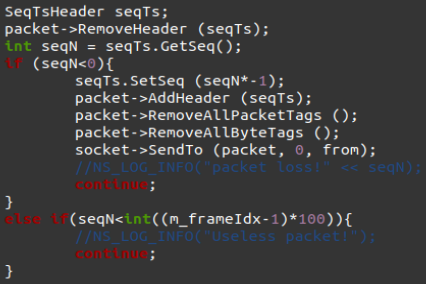 SeqTsHeader seqTs;
packet->RemoveHeader (seqTs);
int seqN = seqTs.GetSeq();
if (seqN<0){
seqTs.SetSeq (seqN*-1);
packet->AddHeader (seqTs);
packet->RemoveAllPacketTags ();
packet->RemoveAllByteTags ();
socket->SendTo (packet, 0, from);
//NS_LOG_INFO("packet loss!" << seqN);
continue;
}
else if(seqN<int((m_frameIdx-1)*100)){
//NS_LOG_INFO("Useless packet!");
continue;
}